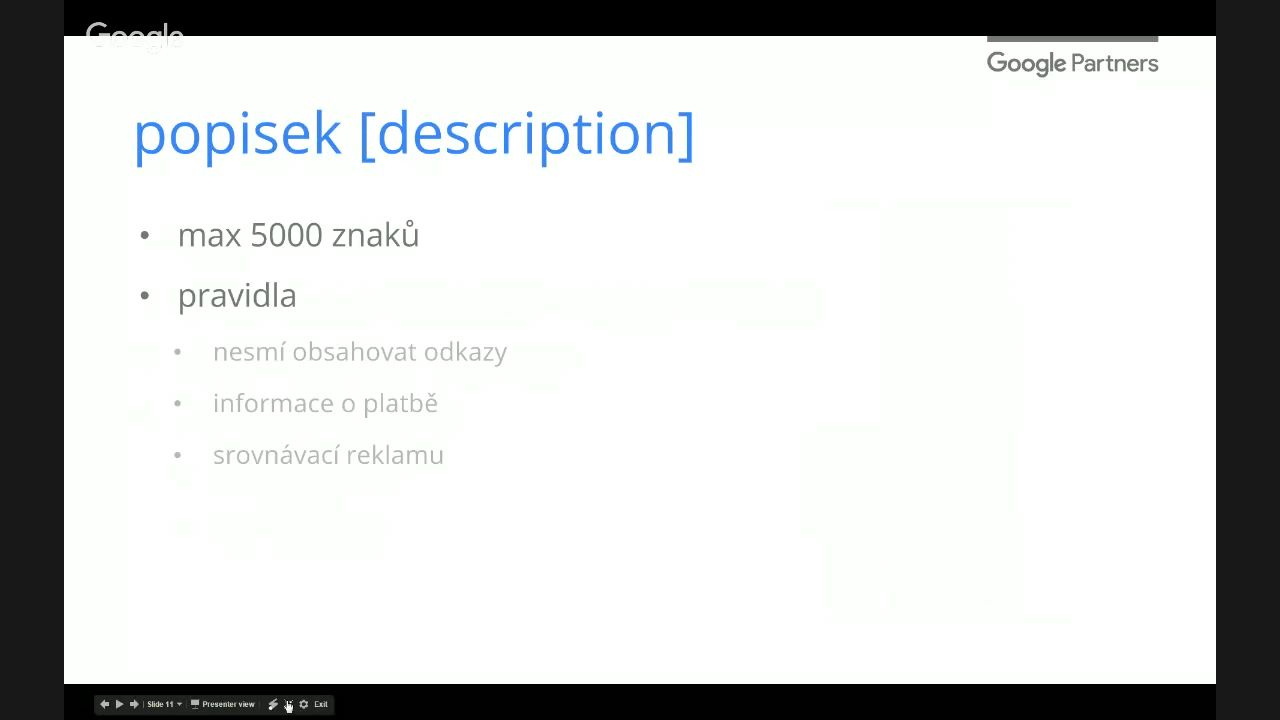 Google
Google Partners
popisek [description]
• max 5000 znaků
• pravidla
• nesmí obsahovat odkazy
• informace o platbě
• srovnávací reklamu
Slide 11 Presenter view Exit